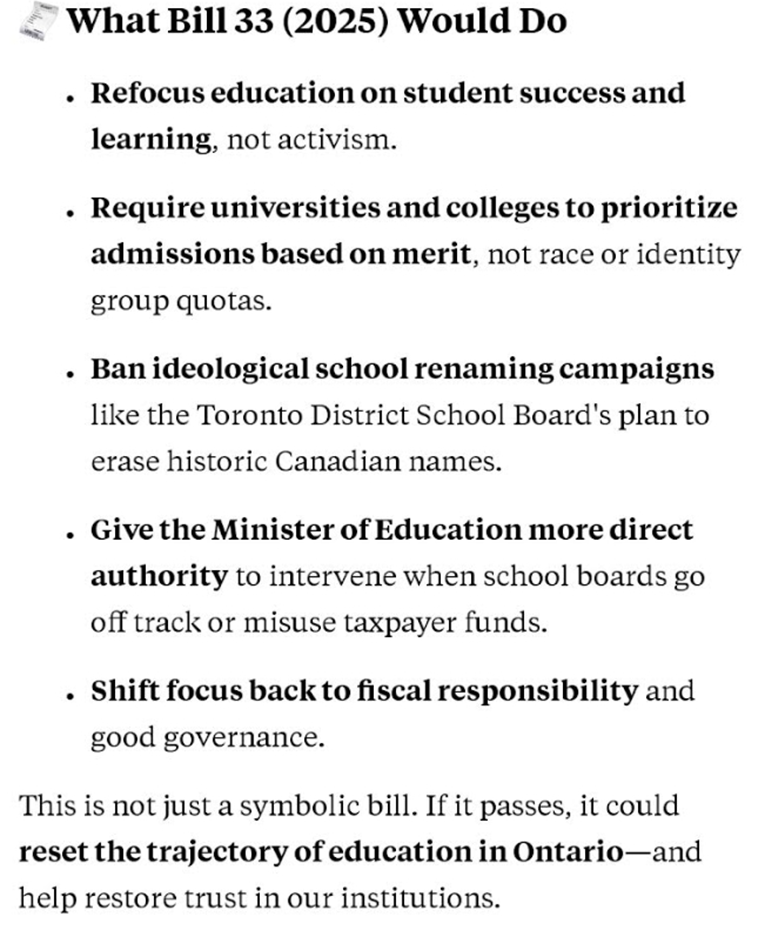 What Bill 33 (2025) Would Do
• Refocus education on student success and
learning, not activism.
• Require universities and colleges to prioritize
admissions based on merit, not race or identity
group quotas.
• Ban ideological school renaming campaigns
like the Toronto District School Board's plan to
erase historic Canadian names.
• Give the Minister of Education more direct
authority to intervene when school boards go
off track or misuse taxpayer funds.
• Shift focus back to fiscal responsibility and
good governance.
This is not just a symbolic bill. If it passes, it could
reset the trajectory of education in Ontario—and
help restore trust in our institutions.